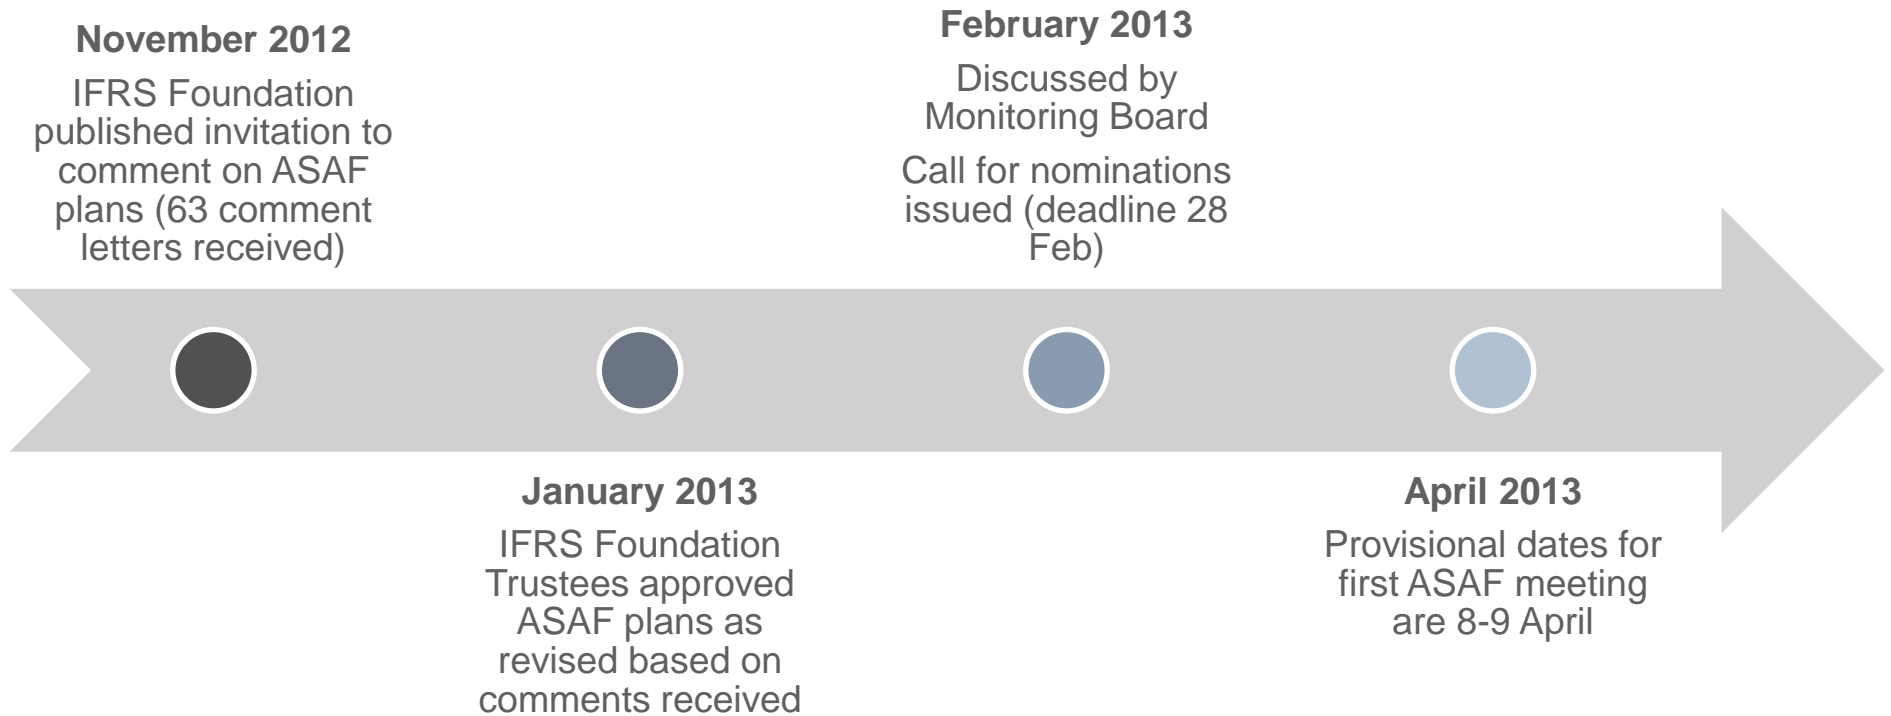 November 2012
IFRS Foundation
published invitation to
comment on ASAF
plans (63 comment
letters received)
January 2013
IFRS Foundation
Trustees approved
ASAF plans as
revised based on
comments received
February 2013
Discussed by
Monitoring Board
Call for nominations
issued (deadline 28
Feb)
April 2013
Provisional dates for
first ASAF meeting
are 8-9 April